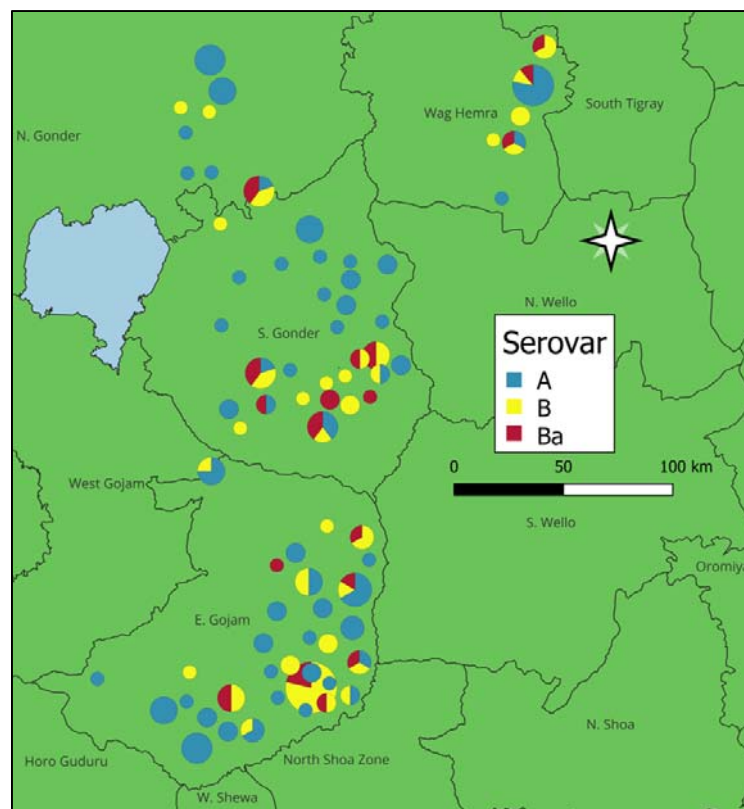 South Tigray
Wag Hemra
N. Gonder
N. Wello
S. Gonder
Serovar
A
B
Ba
0 50 100 km
West Gojam
S. Wello
Oromiya
E. Gojam
N. Shoa
Horo Guduru
North Shoa Zone
W. Shewa